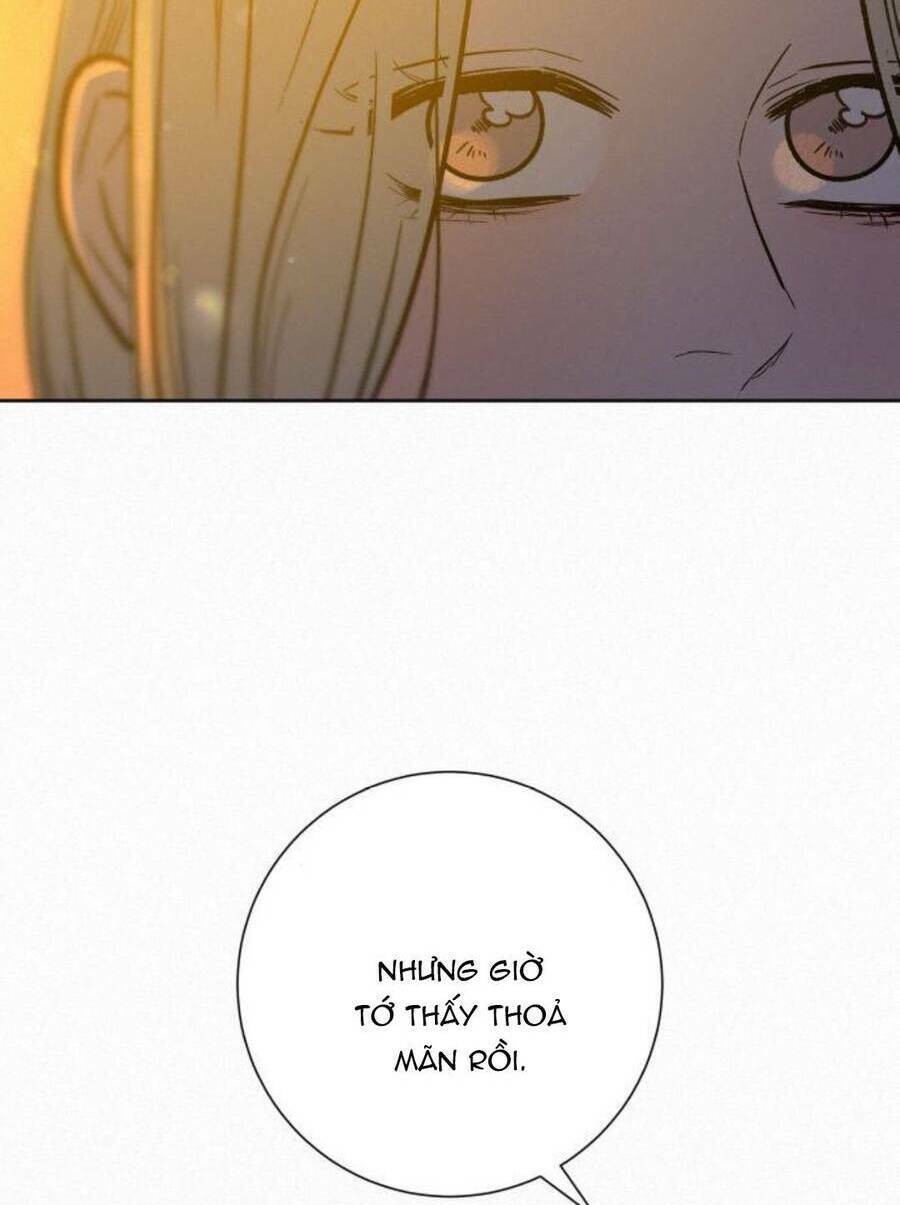 NHƯNG GIỜ
TỚ THẤY THOẢ
MÃN RỒI.